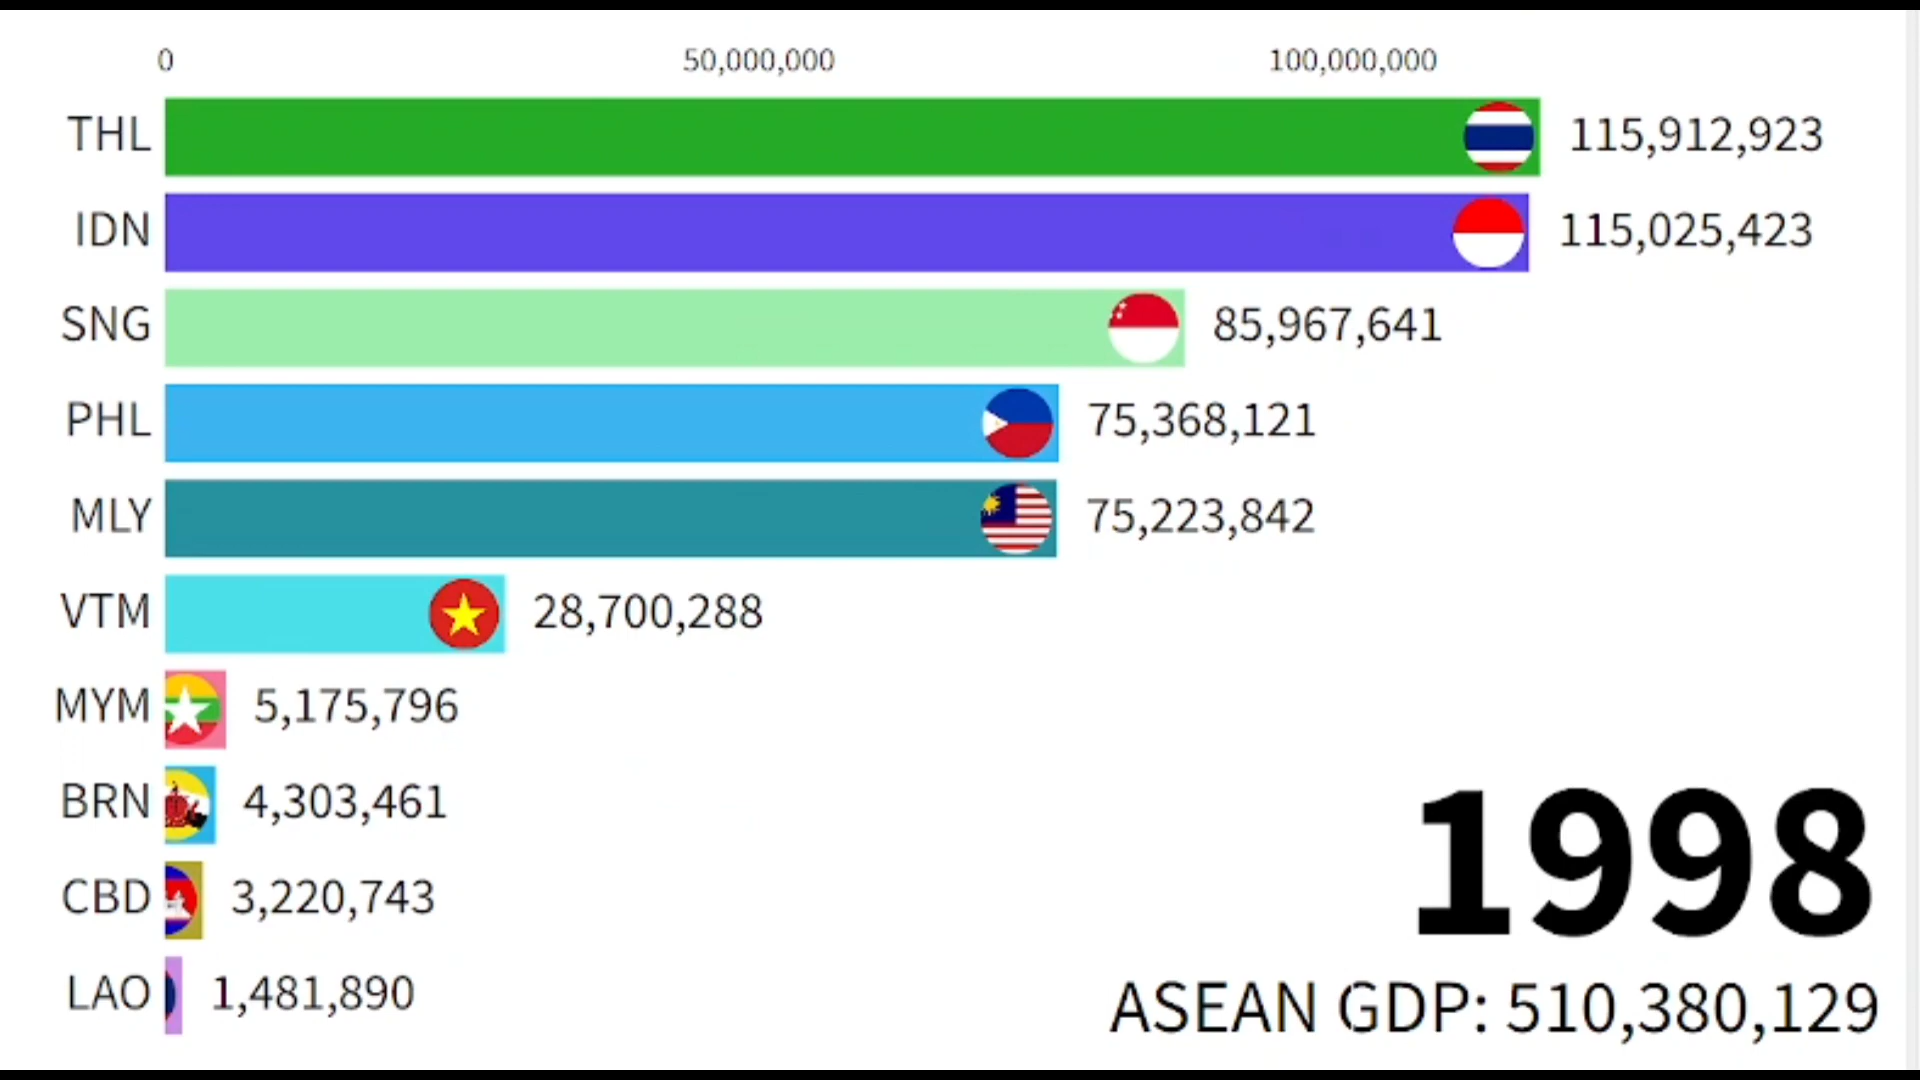 0 50,000,000 100,000,000
THL 115,912,923
IDN 115,025,423
SNG 85,967,641
PHL 75,368,121
MLY 75,223,842
VTM 28,700,288
MYM 5,175,796
BRN 4,303,461
CBD 3,220,743
LAO 1,481,890
1998
ASEAN GDP: 510,380,129